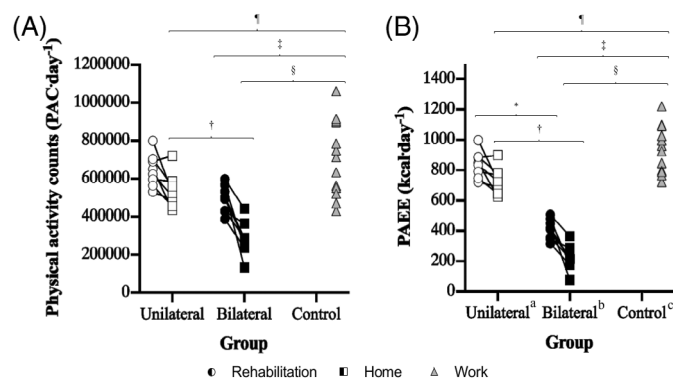 (A)
Physical activity counts (PAC·day-1)
1200000
1000000
800000
600000
400000
200000
0
¶
‡
§
†
Unilateral Bilateral Control
Group
(B)
PAEE (kcal·day-1)
1400
1200
1000
800
600
400
200
0
¶
‡
§
*
†
Unilaterala Bilateralb Controlc
Group
Rehabilitation Home Work